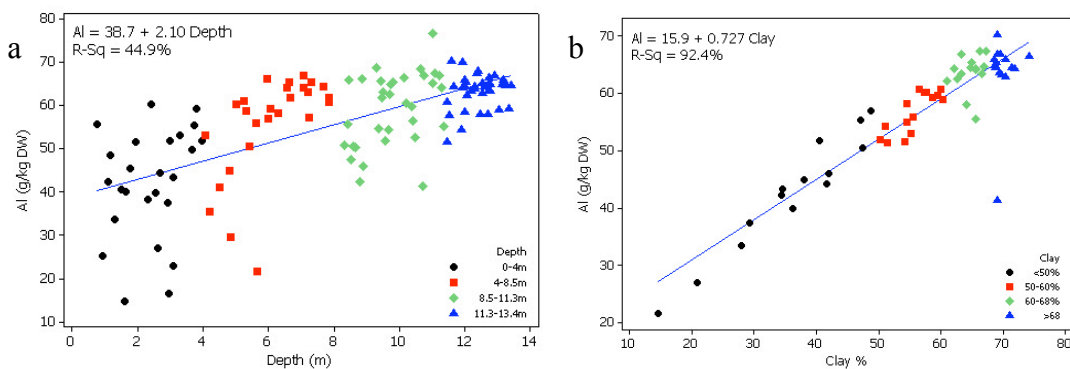 a
Al = 38.7 + 2.10 Depth
R-Sq = 44.9%
80
70
60
50
40
30
20
10
Al (g/kg DW)
0
2
4
6
8
10
12
14
Depth (m)
Depth
0-4m
4-8.5m
8.5-11.3m
11.3-13.4m
b
Al = 15.9 + 0.727 Clay
R-Sq = 92.4%
70
60
50
40
30
20
Al (g/kg DW)
10
20
30
40
50
60
70
80
Clay %
Clay
<50%
50-60%
60-68%
>68